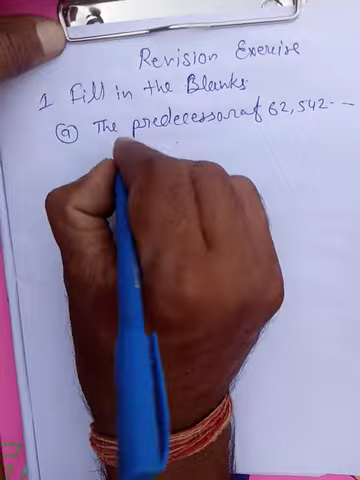 Revision Exercise
1 Fill in the Blanks
(a) The predecessor of 62,542 - —